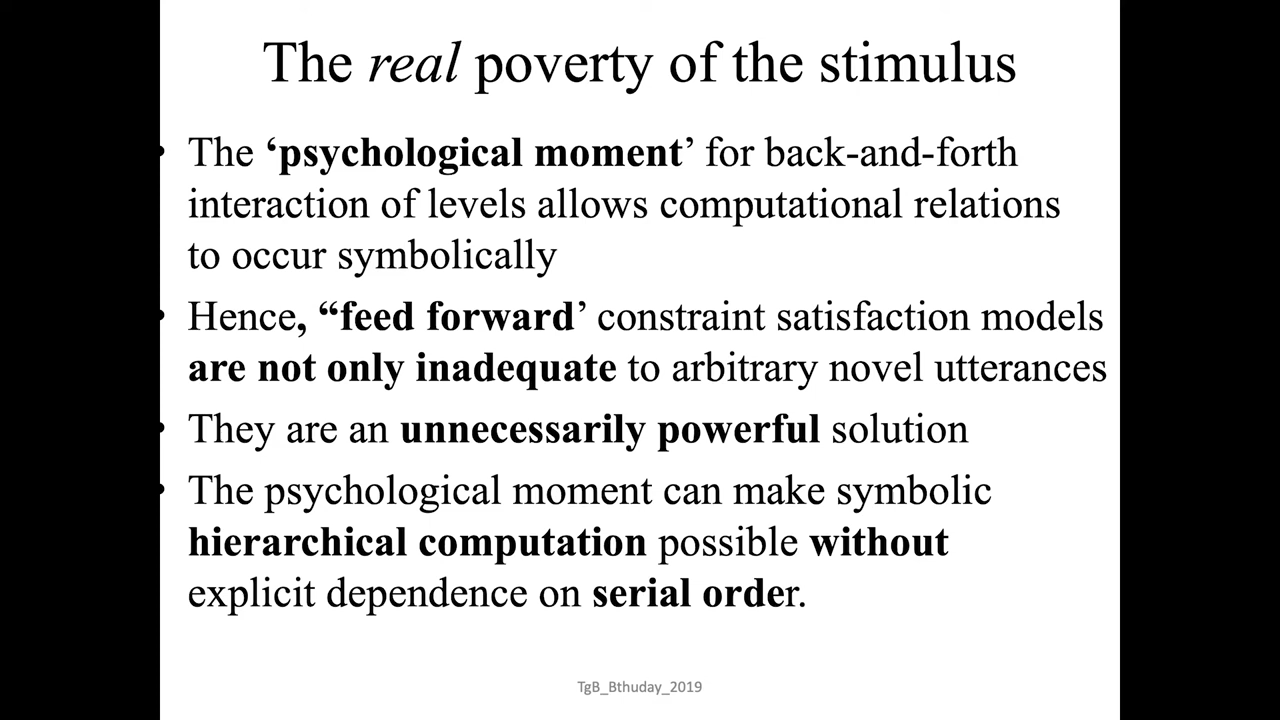 The real poverty of the stimulus
• The ‘psychological moment’ for back-and-forth
interaction of levels allows computational relations
to occur symbolically
• Hence, “feed forward’ constraint satisfaction models
are not only inadequate to arbitrary novel utterances
• They are an unnecessarily powerful solution
• The psychological moment can make symbolic
hierarchical computation possible without
explicit dependence on serial order.
TgB_Bthuday_2019